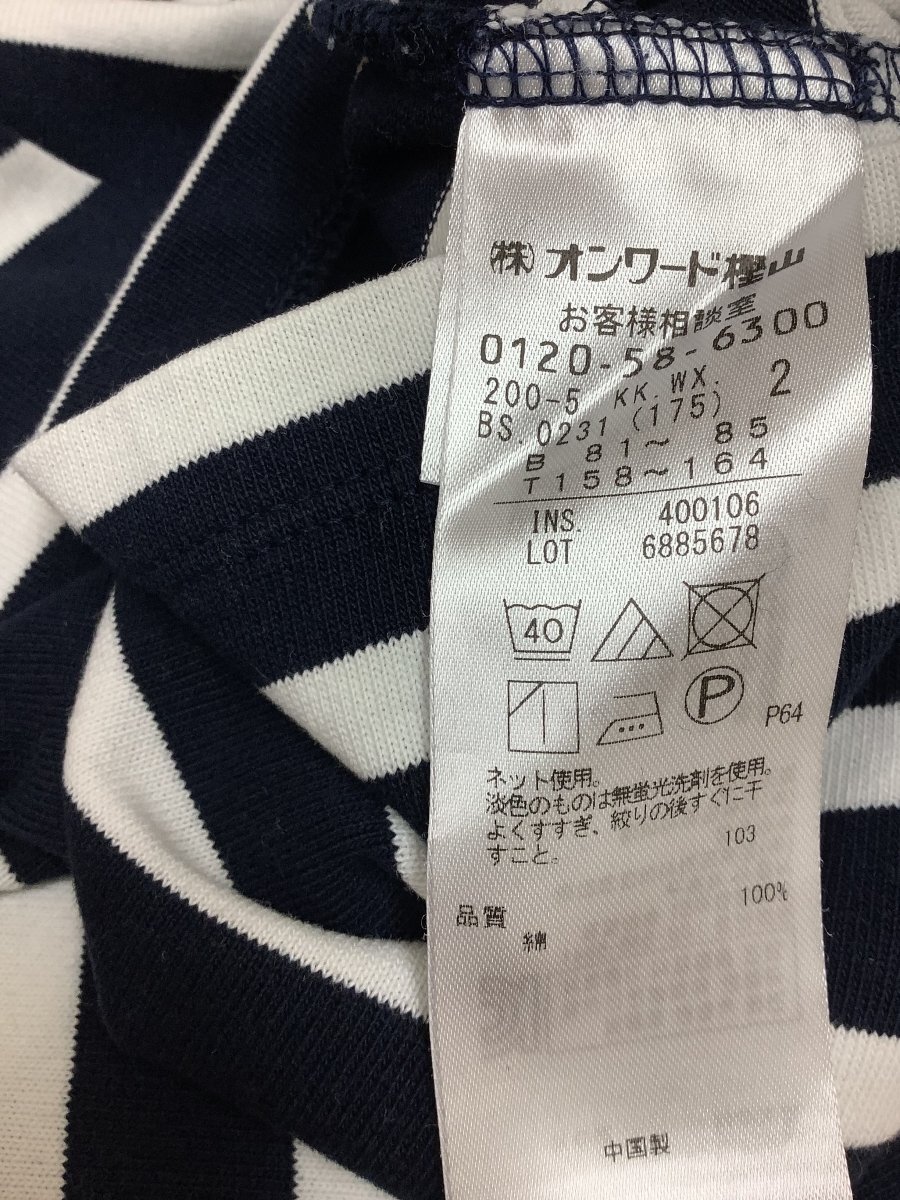 ㈱オンワード樫山
お客様相談室
0120-58-6300
200-5 KK.WX. 2
BS.0231 (175)
B 81～ 85
T158～164
INS. 400106
LOT 6885678
40
P P64
ネット使用。
淡色のものは無蛍光洗剤を使用。
よくすすぎ、絞りの後すぐに干
すこと。 103
品質
綿 100%
中国製